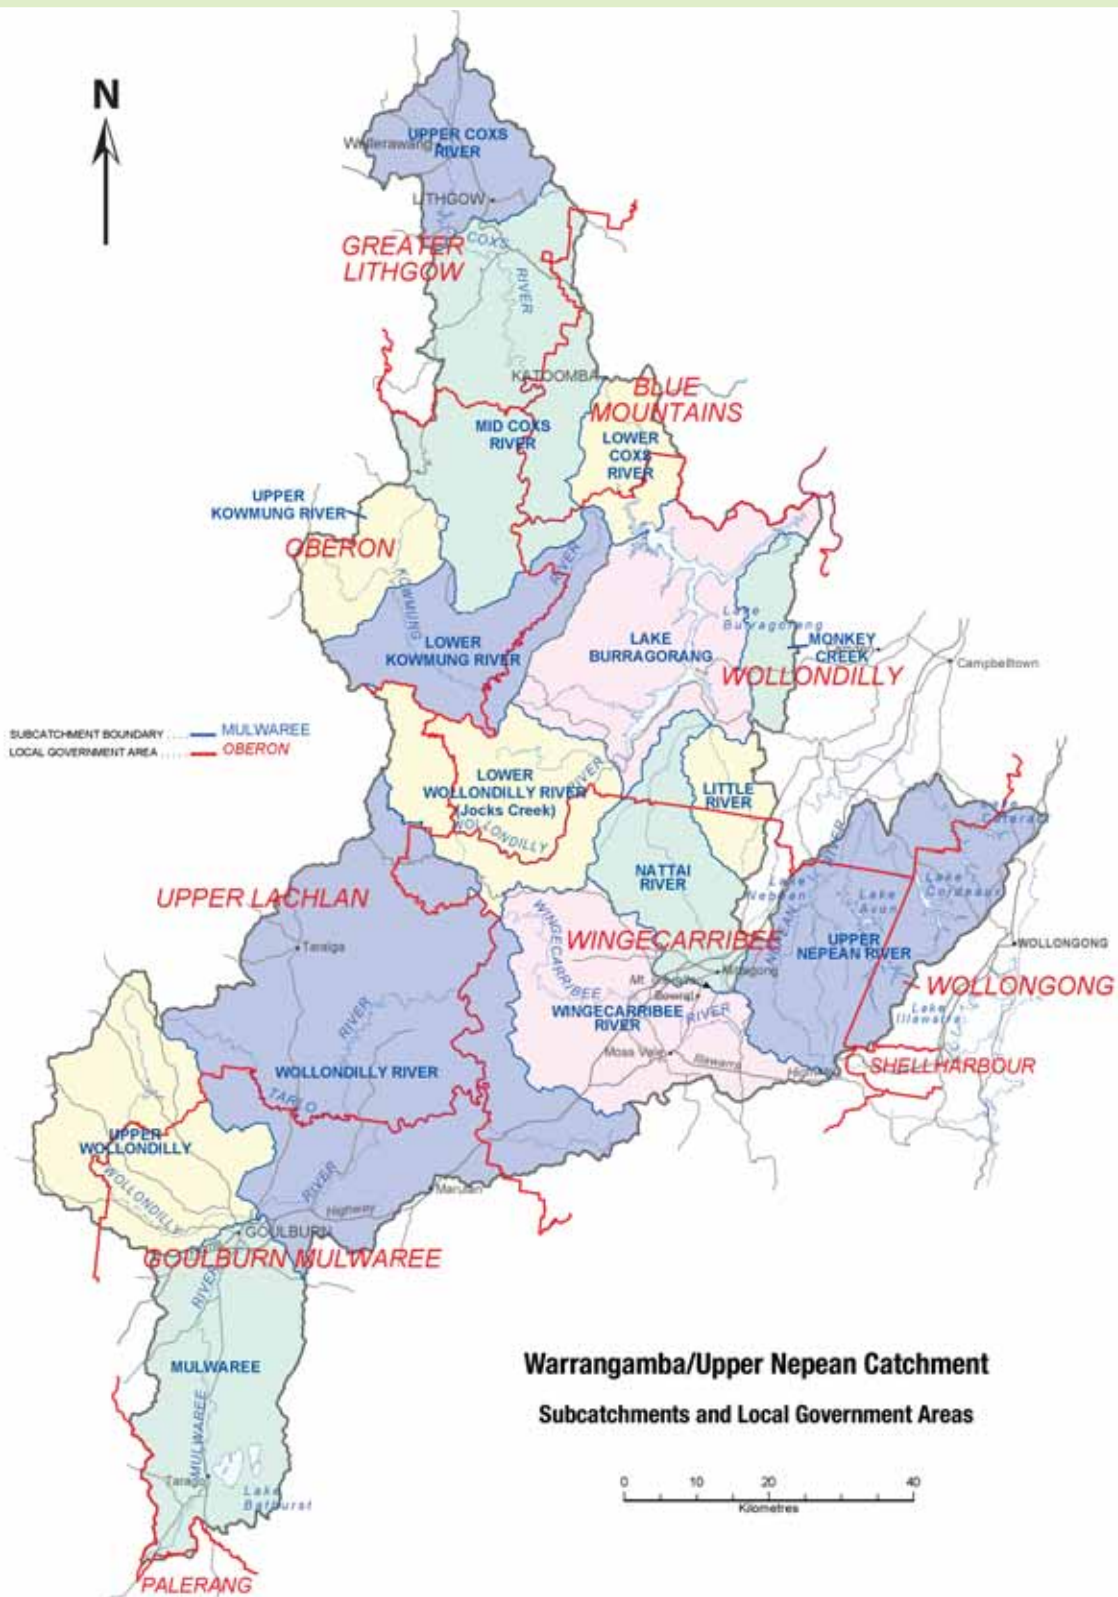 N
UPPER COXS
RIVER
Wallerawang
LITHGOW
GREATER
LITHGOW
COXS
RIVER
KATOOMBA
BLUE
MOUNTAINS
MID COXS
RIVER
LOWER
COXS
RIVER
UPPER
KOWMUNG RIVER
OBERON
KOWMUNG
RIVER
LOWER
KOWMUNG RIVER
LAKE
BURRAGORANG
Lake
Burragorang
MONKEY
CREEK
Camden
Campbelltown
WOLLONDILLY
SUBCATCHMENT BOUNDARY ..... MULWAREE
LOCAL GOVERNMENT AREA ..... OBERON
LOWER
WOLLONDILLY RIVER
(Jocks Creek)
RIVER
WOLLONDILLY
LITTLE
RIVER
NATTAI
RIVER
Lake
Cataract
Lake
Nepean
Lake
Avon
Lake
Cordeaux
NEPEAN
RIVER
UPPER
NEPEAN RIVER
WOLLONGONG
WOLLONGONG
Lake
Illawarra
SHELLHARBOUR
UPPER LACHLAN
Taralga
WINGECARRIBEE
WINGECARRIBEE
WINGECARRIBEE
RIVER
Mittagong
Bowral
RIVER
Moss Vale
Illawarra
Highway
RIVER
WOLLONDILLY RIVER
TARLO
RIVER
UPPER
WOLLONDILLY
WOLLONDILLY
Marulan
Highway
GOULBURN
GOULBURN MULWAREE
RIVER
MULWAREE
MULWAREE
Tarago
Lake
Bathurst
PALERANG
Warrangamba/Upper Nepean Catchment
Subcatchments and Local Government Areas
0 10 20 40
Kilometres